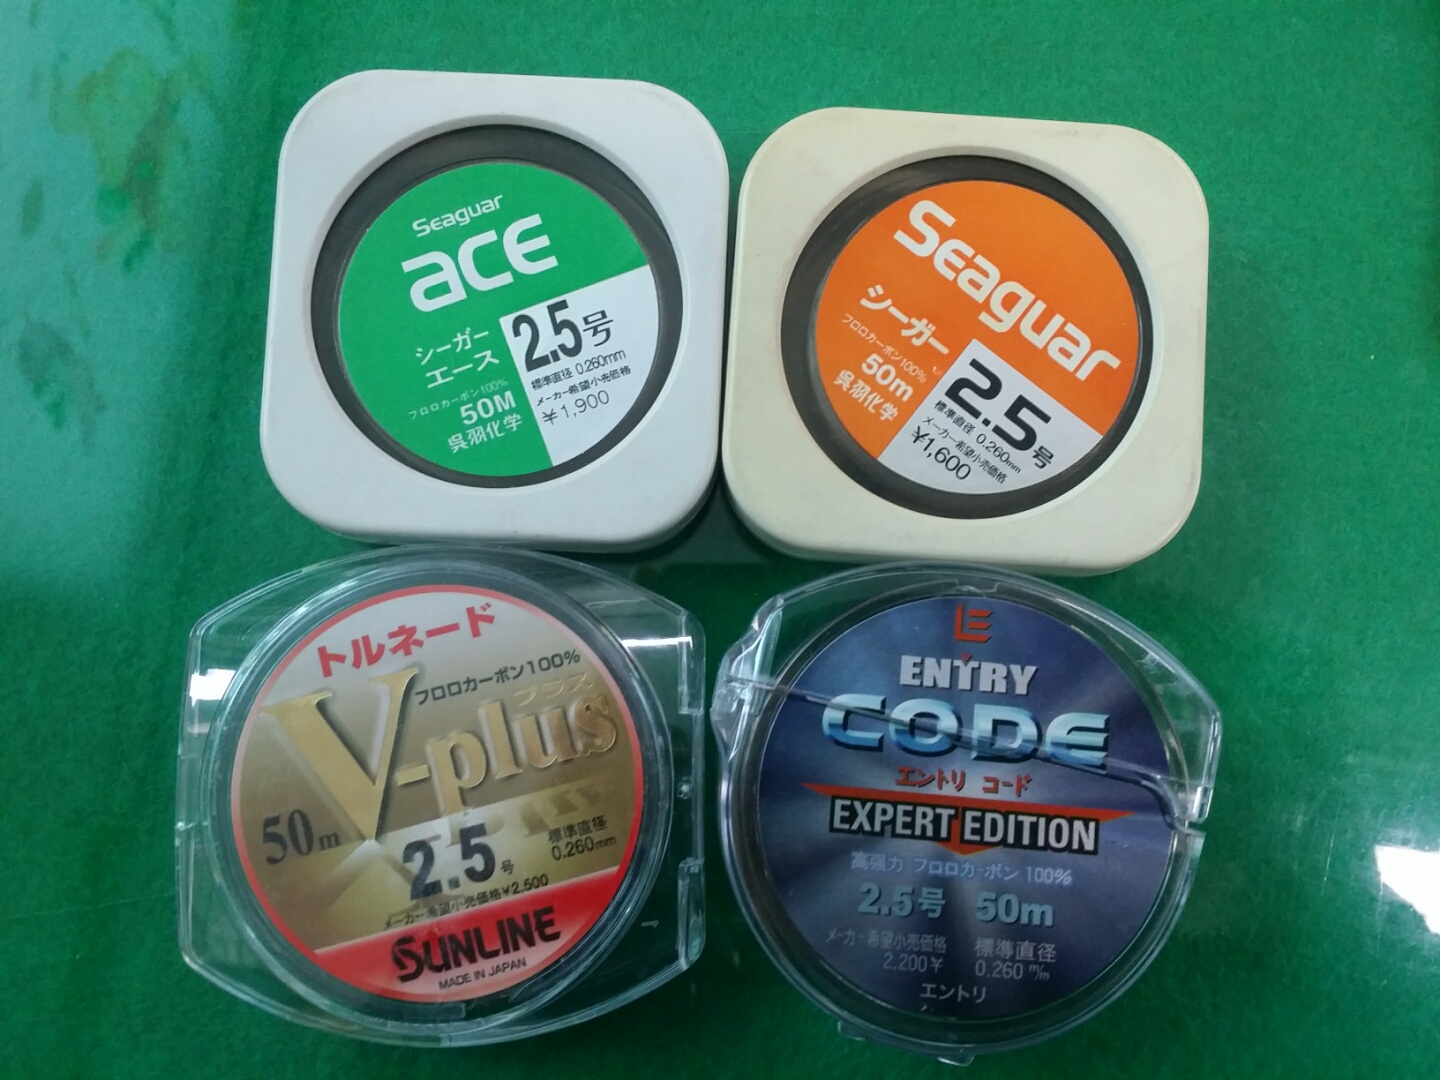 Seaguar
ace
シーガー
エース
フロロカーボン100%
50M
呉羽化学
2.5号
標準直径 0.260mm
メーカー希望小売価格
¥1,900
Seaguar
シーガー
フロロカーボン100%
50m
呉羽化学
2.5号
標準直径 0.260mm
メーカー希望小売価格
¥1,600
トルネード
フロロカーボン100%
プラス
V-plus
50m
2.5号
標準直径
0.260mm
メーカー希望小売価格¥2,500
SUNLINE
MADE IN JAPAN
ENTRY
CODE
エントリ コード
EXPERT EDITION
高強力 フロロカーボン 100%
2.5号 50m
メーカー希望小売価格
2.200¥
標準直径
0.260 m/m
エントリ